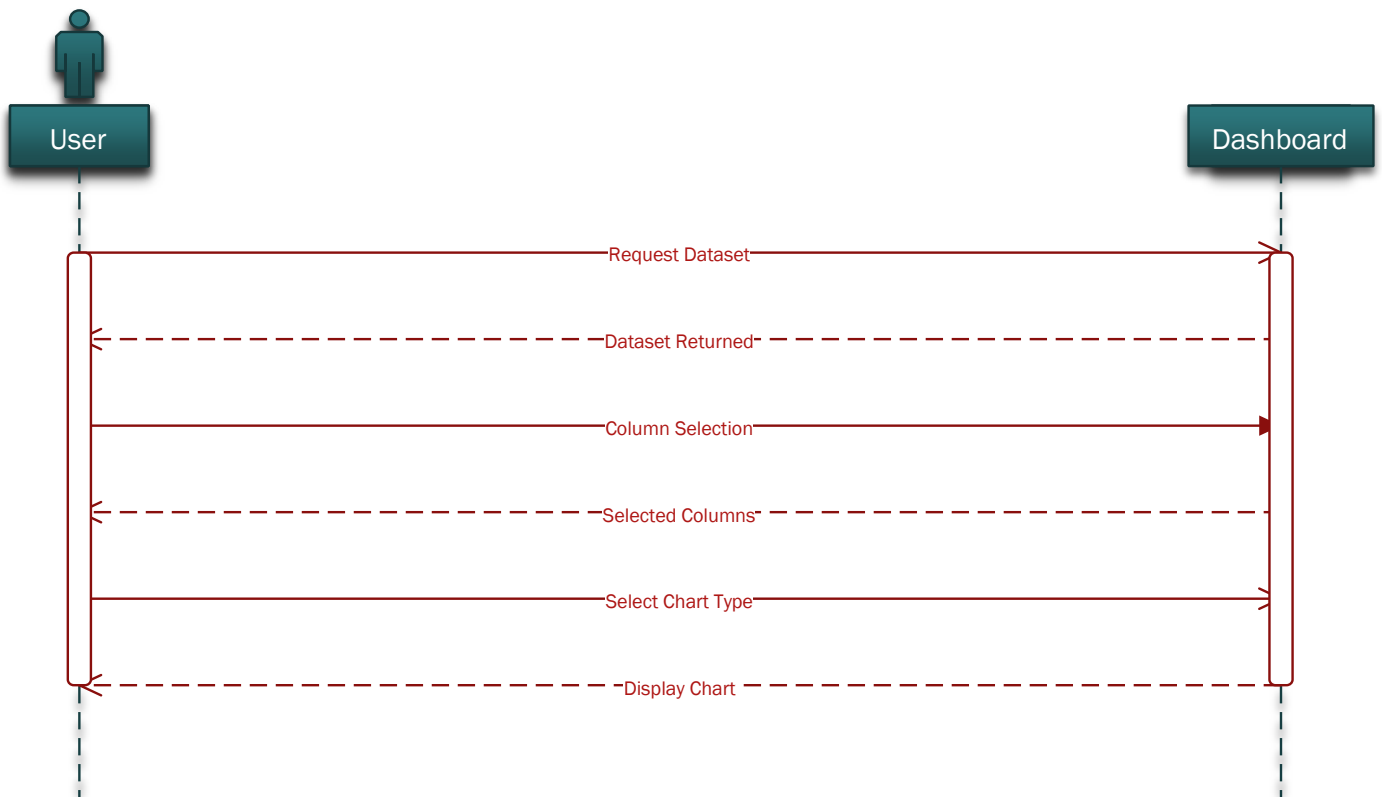 User
Dashboard
Request Dataset
Dataset Returned
Column Selection
Selected Columns
Select Chart Type
Display Chart